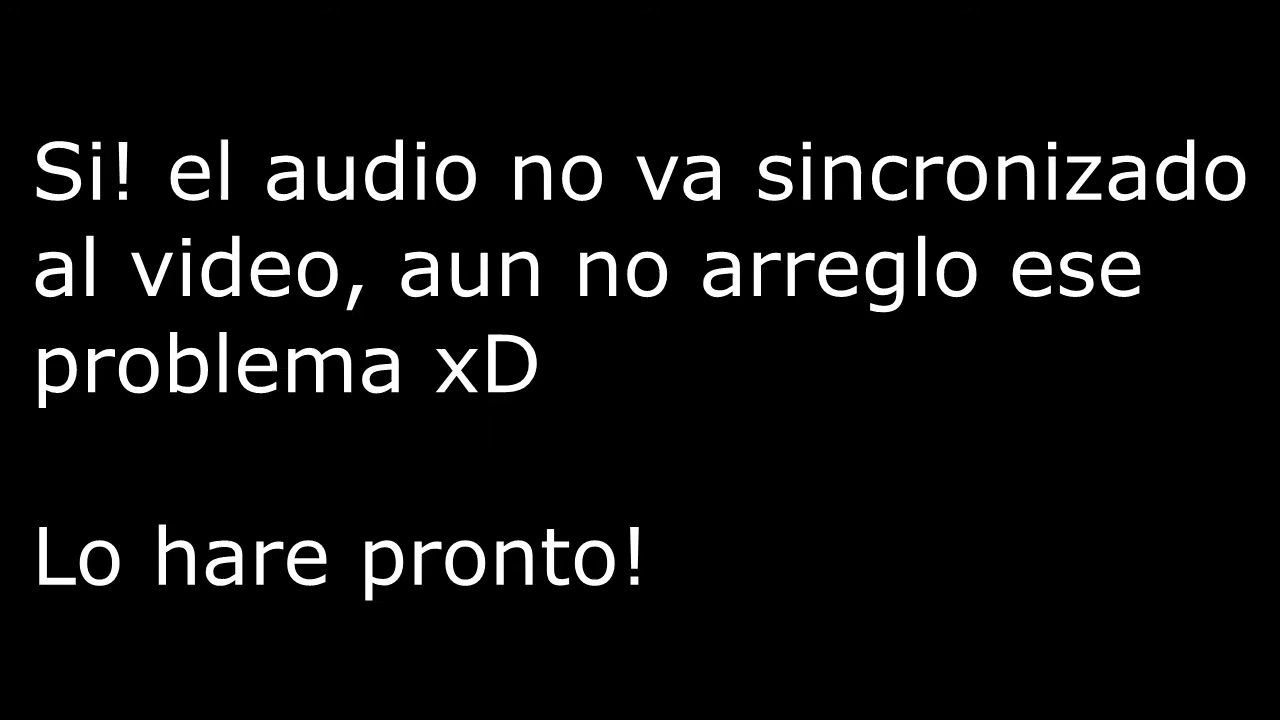 Si! el audio no va sincronizado
al video, aun no arreglo ese
problema xD
Lo hare pronto!